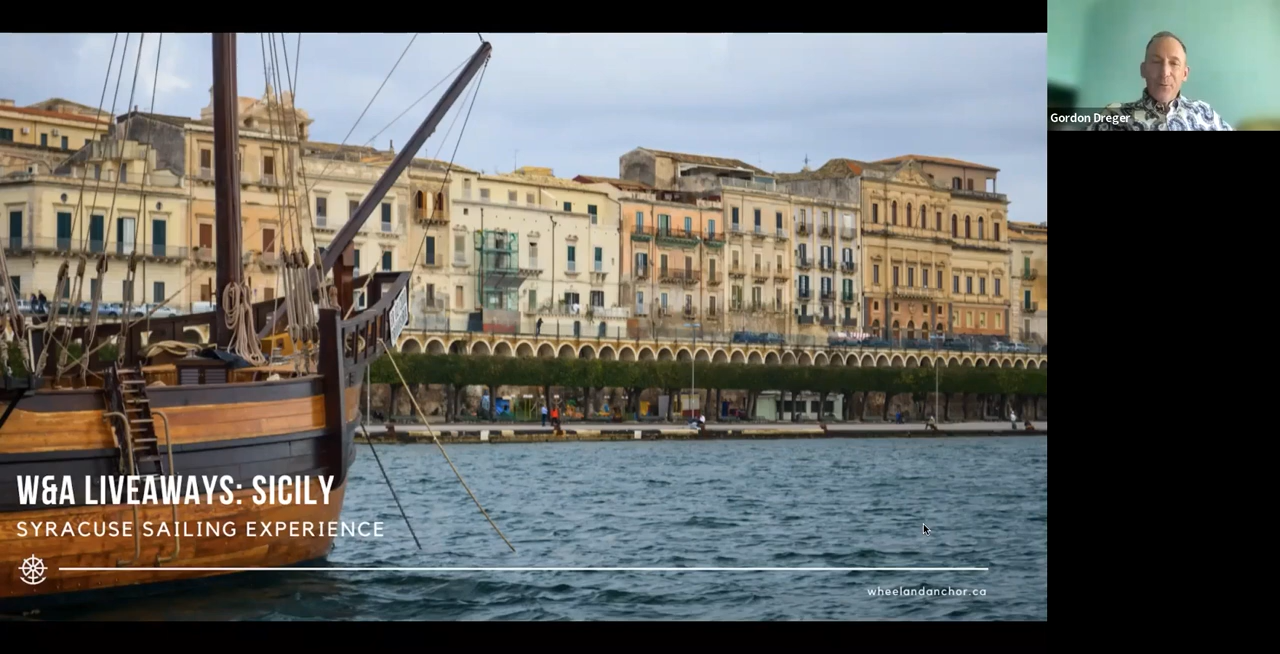 Gordon Dreger
W&A LIVEAWAYS: SICILY
SYRACUSE SAILING EXPERIENCE
wheelandanchor.ca